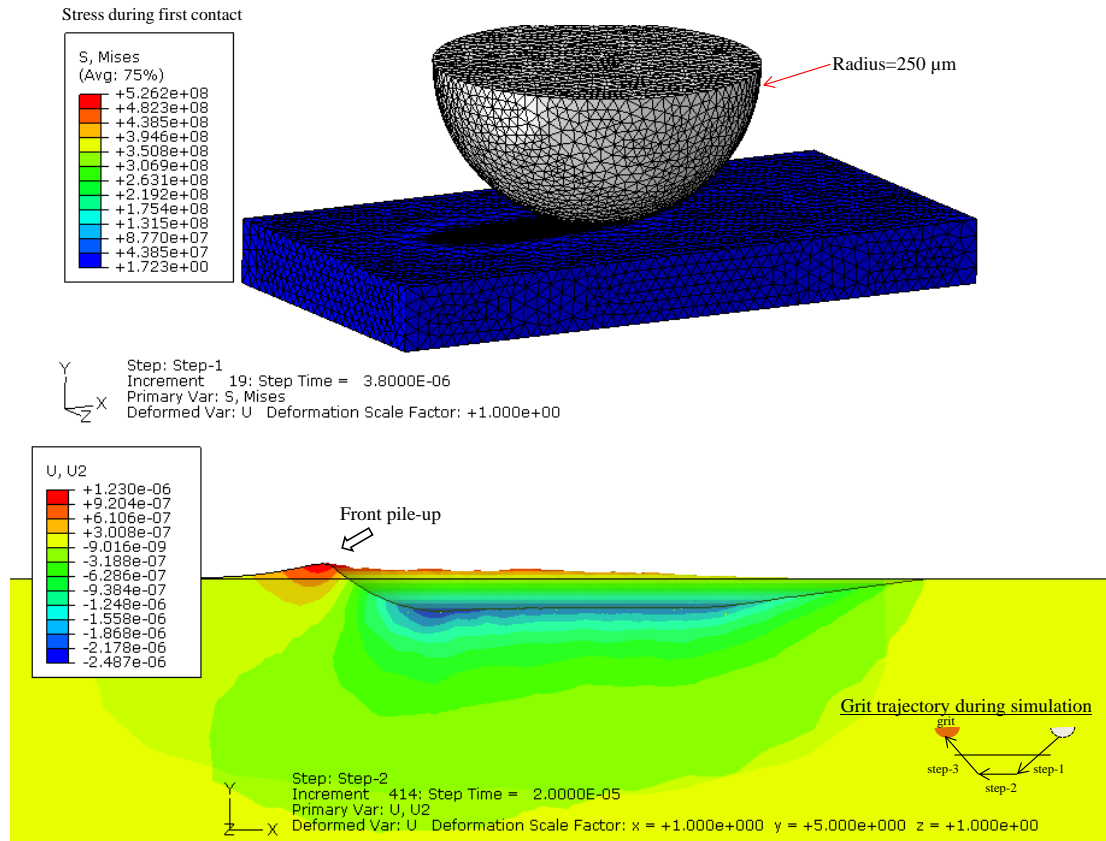 Stress during first contact
S, Mises
(Avg: 75%)
+5.262e+08
+4.823e+08
+4.385e+08
+3.946e+08
+3.508e+08
+3.069e+08
+2.631e+08
+2.192e+08
+1.754e+08
+1.315e+08
+8.770e+07
+4.385e+07
+1.723e+00
Radius=250 µm
Y
X
Z
Step: Step-1
Increment 19: Step Time = 3.8000E-06
Primary Var: S, Mises
Deformed Var: U Deformation Scale Factor: +1.000e+00
U, U2
+1.230e-06
+9.204e-07
+6.106e-07
+3.008e-07
-9.016e-09
-3.188e-07
-6.286e-07
-9.384e-07
-1.248e-06
-1.558e-06
-1.868e-06
-2.178e-06
-2.487e-06
Front pile-up
Grit trajectory during simulation
grit
step-3
step-1
step-2
Y
Z
X
Step: Step-2
Increment 414: Step Time = 2.0000E-05
Primary Var: U, U2
Deformed Var: U Deformation Scale Factor: x = +1.000e+000 y = +5.000e+000 z = +1.000e+00